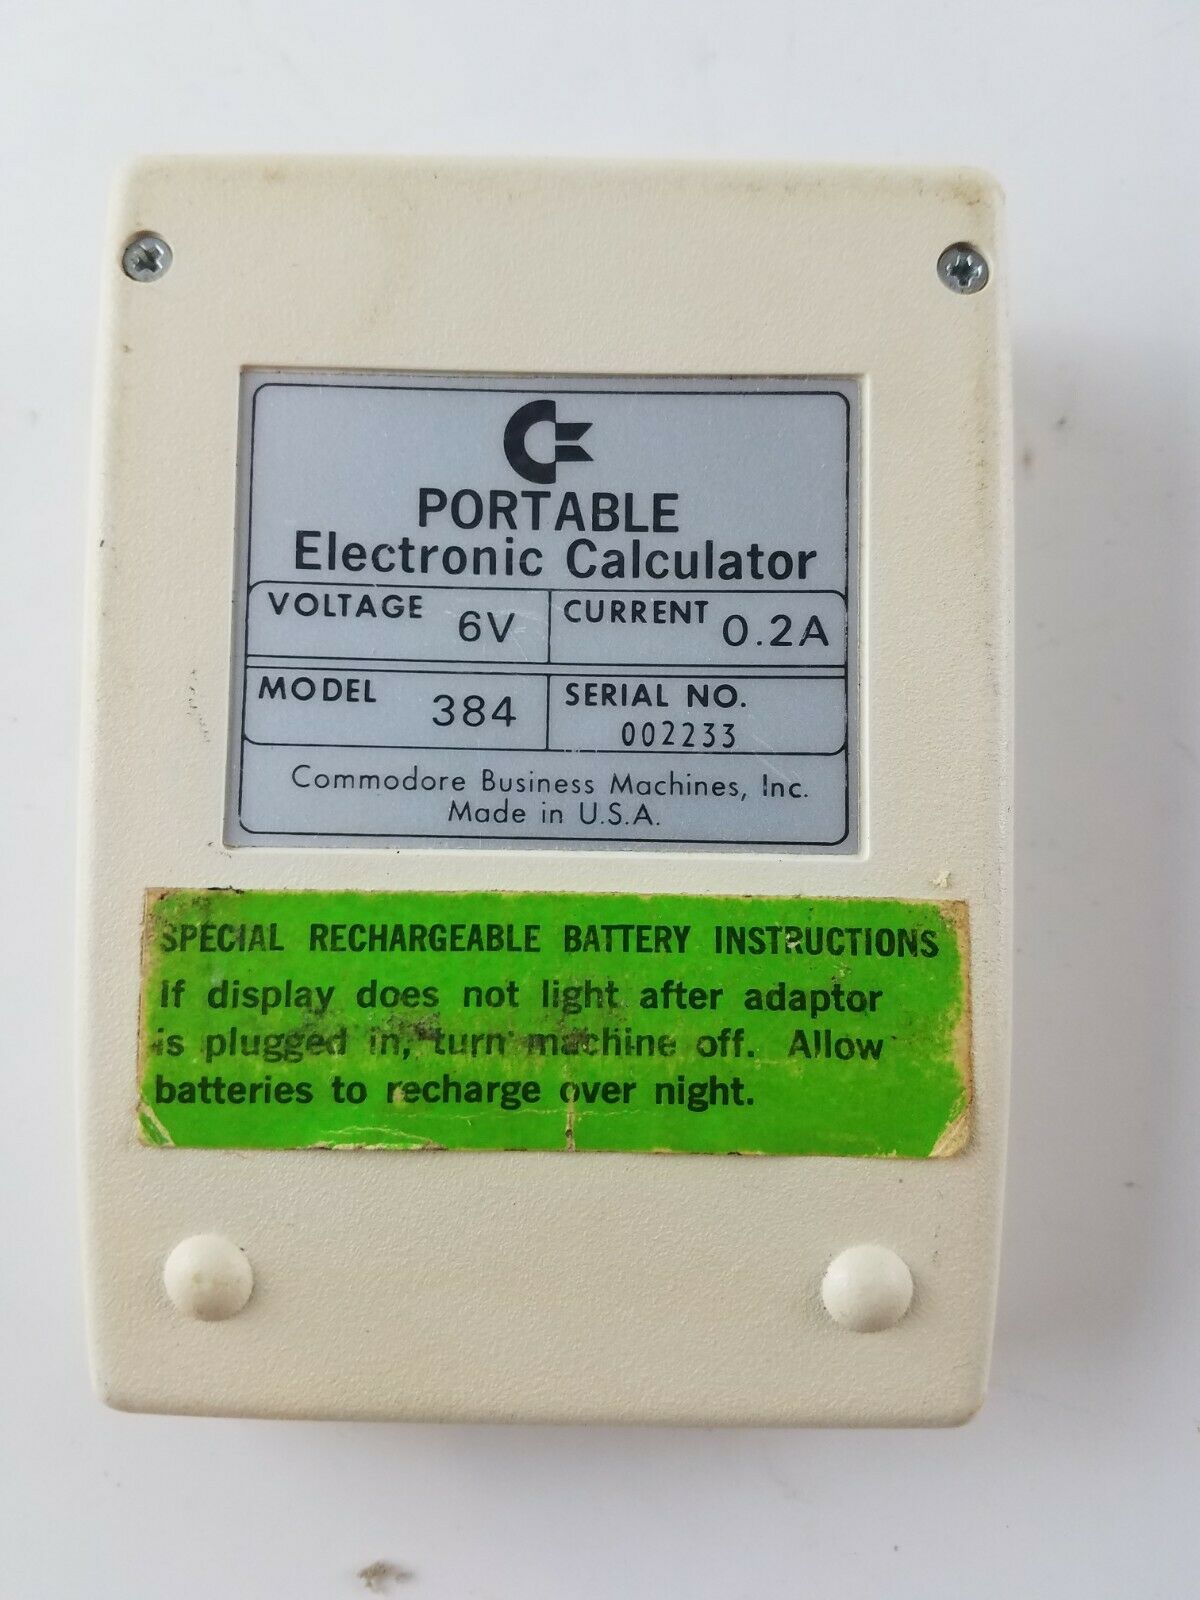 PORTABLE
Electronic Calculator
VOLTAGE 6V CURRENT 0.2A
MODEL 384 SERIAL NO. 002233
Commodore Business Machines, Inc.
Made in U.S.A.
SPECIAL RECHARGEABLE BATTERY INSTRUCTIONS
If display does not light after adaptor
is plugged in, turn machine off. Allow
batteries to recharge over night.